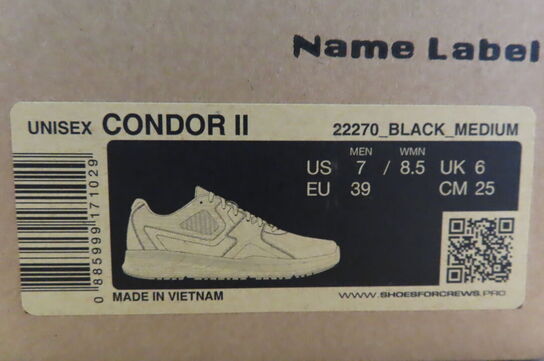 Name Label
UNISEX CONDOR II
22270_BLACK_MEDIUM
MEN WMN
US 7 / 8.5 UK 6
EU 39 CM 25
0 885999 171029
MADE IN VIETNAM
WWW.SHOESFORCREWS.PRO